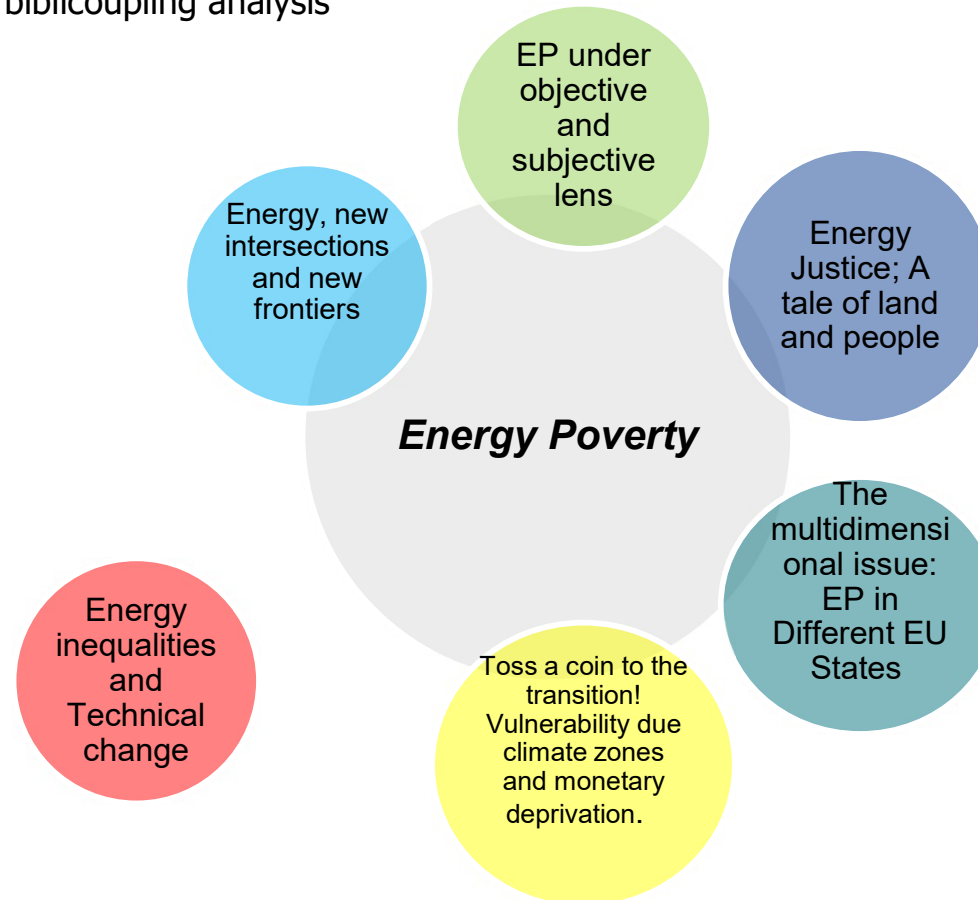 biblicoupling analysis
EP under
objective
and
subjective
lens
Energy, new
intersections
and new
frontiers
Energy
Justice; A
tale of land
and people
Energy Poverty
The
multidimensi
onal issue:
EP in
Different EU
States
Energy
inequalities
and
Technical
change
Toss a coin to the
transition!
Vulnerability due
climate zones
and monetary
deprivation.